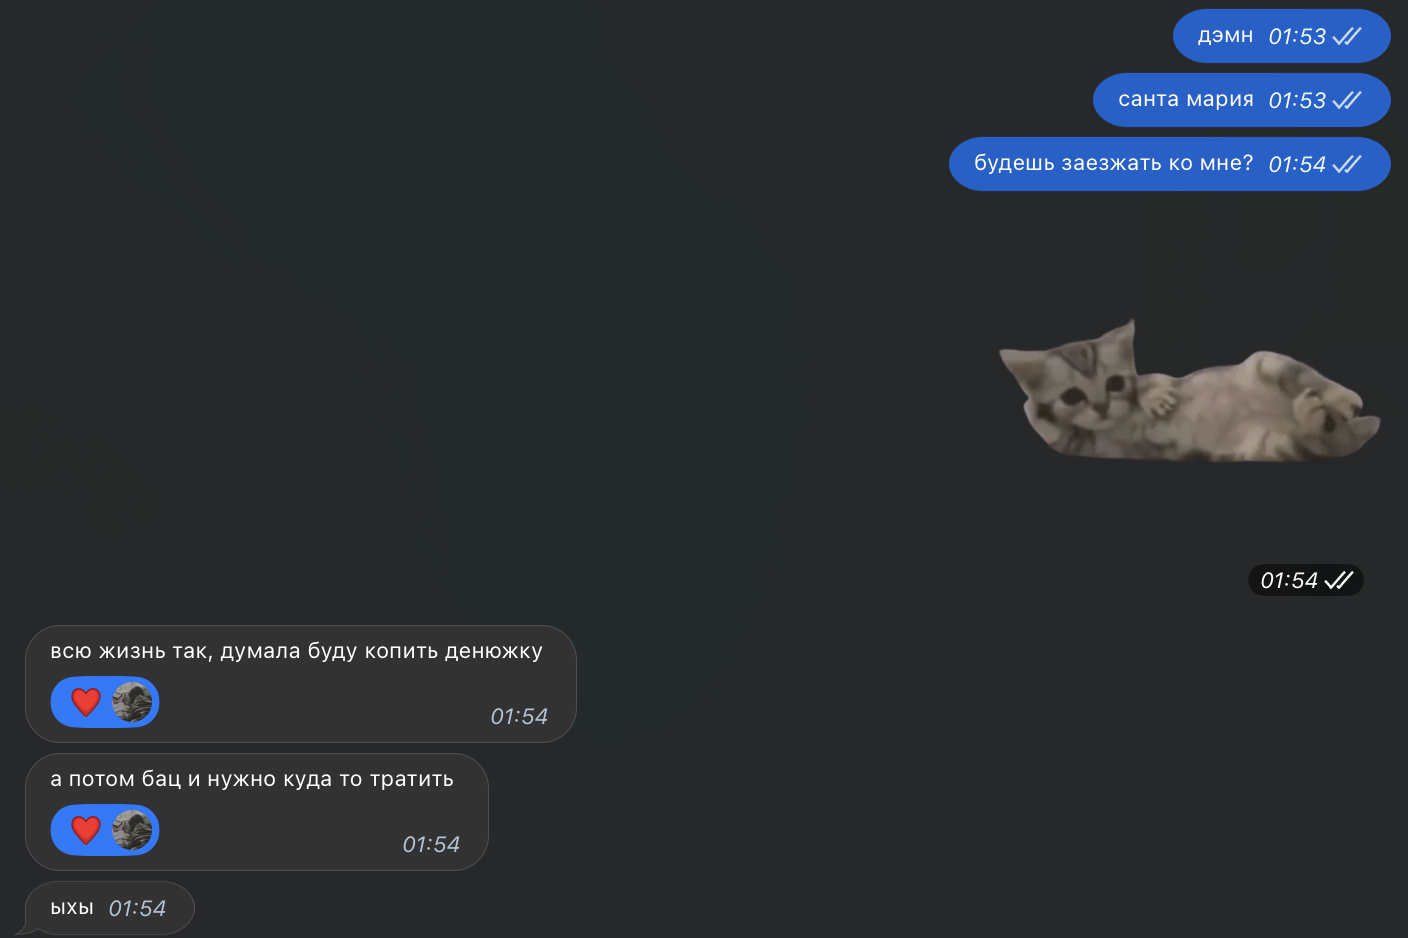 дэмн 01:53
санта мария 01:53
будешь заезжать ко мне? 01:54
01:54
всю жизнь так, думала буду копить денюжку
01:54
а потом бац и нужно куда то тратить
01:54
ыхы 01:54